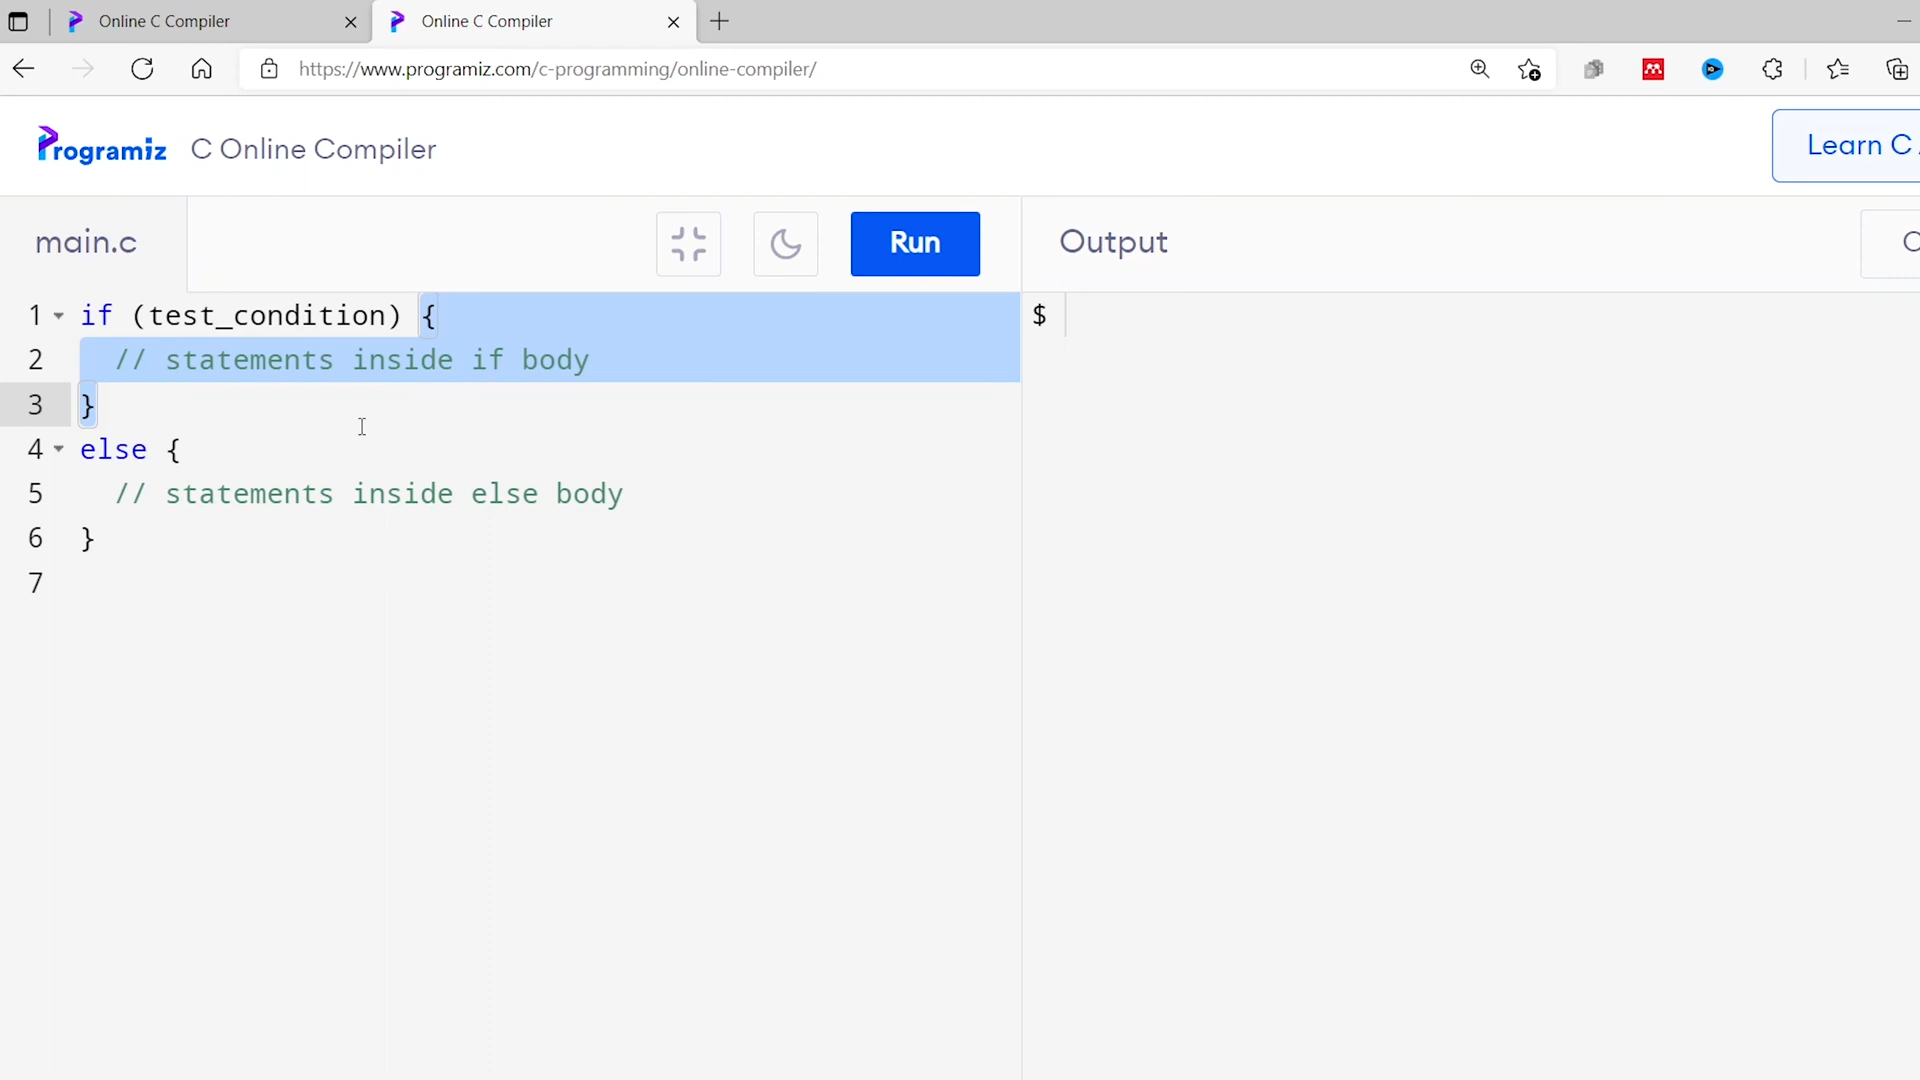 Online C Compiler
Online C Compiler
https://www.programiz.com/c-programming/online-compiler/
Programiz C Online Compiler
Learn C
main.c
Run
Output
1 if (test_condition) {
2 // statements inside if body
3 }
4 else {
5 // statements inside else body
6 }
7
$